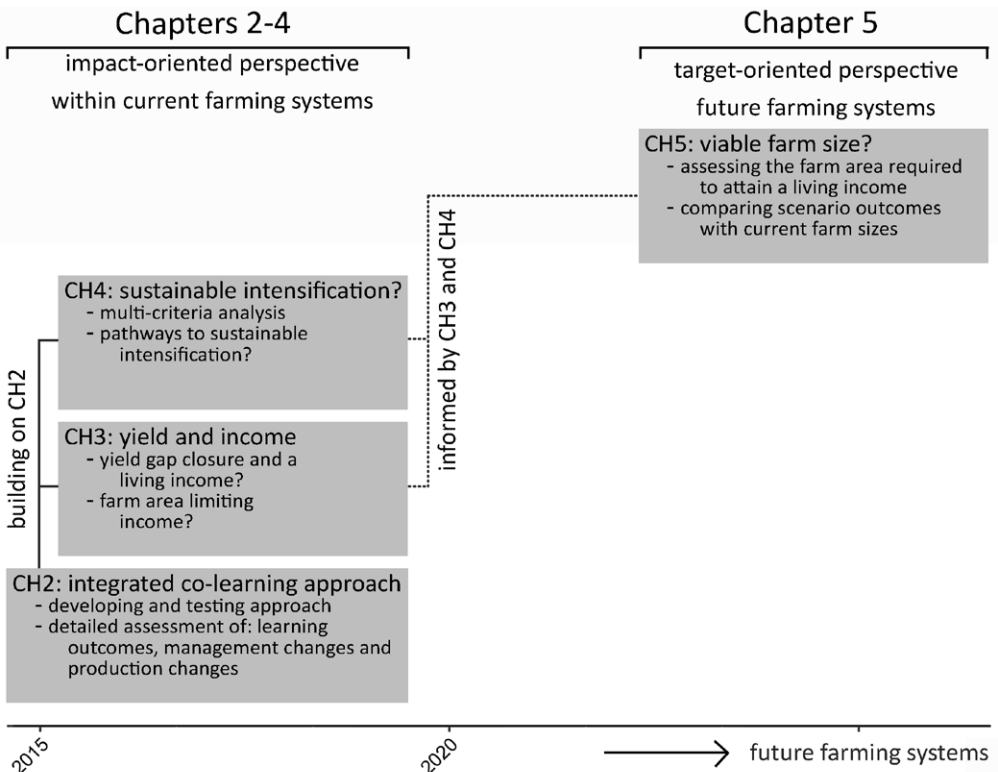 Chapters 2-4
impact-oriented perspective
within current farming systems
Chapter 5
target-oriented perspective
future farming systems
CH5: viable farm size?
- assessing the farm area required
to attain a living income
- comparing scenario outcomes
with current farm sizes
informed by CH3 and CH4
CH4: sustainable intensification?
- multi-criteria analysis
- pathways to sustainable
intensification?
building on CH2
CH3: yield and income
- yield gap closure and a
living income?
- farm area limiting
income?
CH2: integrated co-learning approach
- developing and testing approach
- detailed assessment of: learning
outcomes, management changes and
production changes
2015
2020
future farming systems